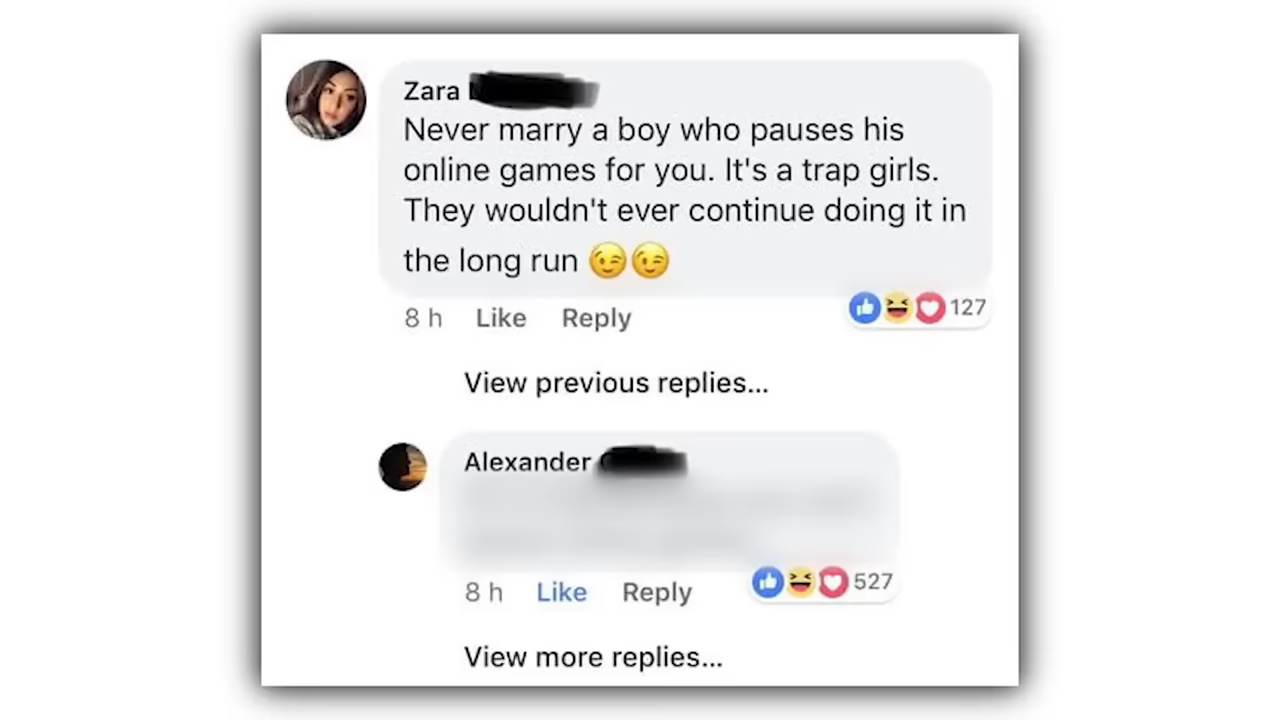 Zara
Never marry a boy who pauses his
online games for you. It's a trap girls.
They wouldn't ever continue doing it in
the long run 😉😉
8 h Like Reply 127
View previous replies...
Alexander
8 h Like Reply 527
View more replies...